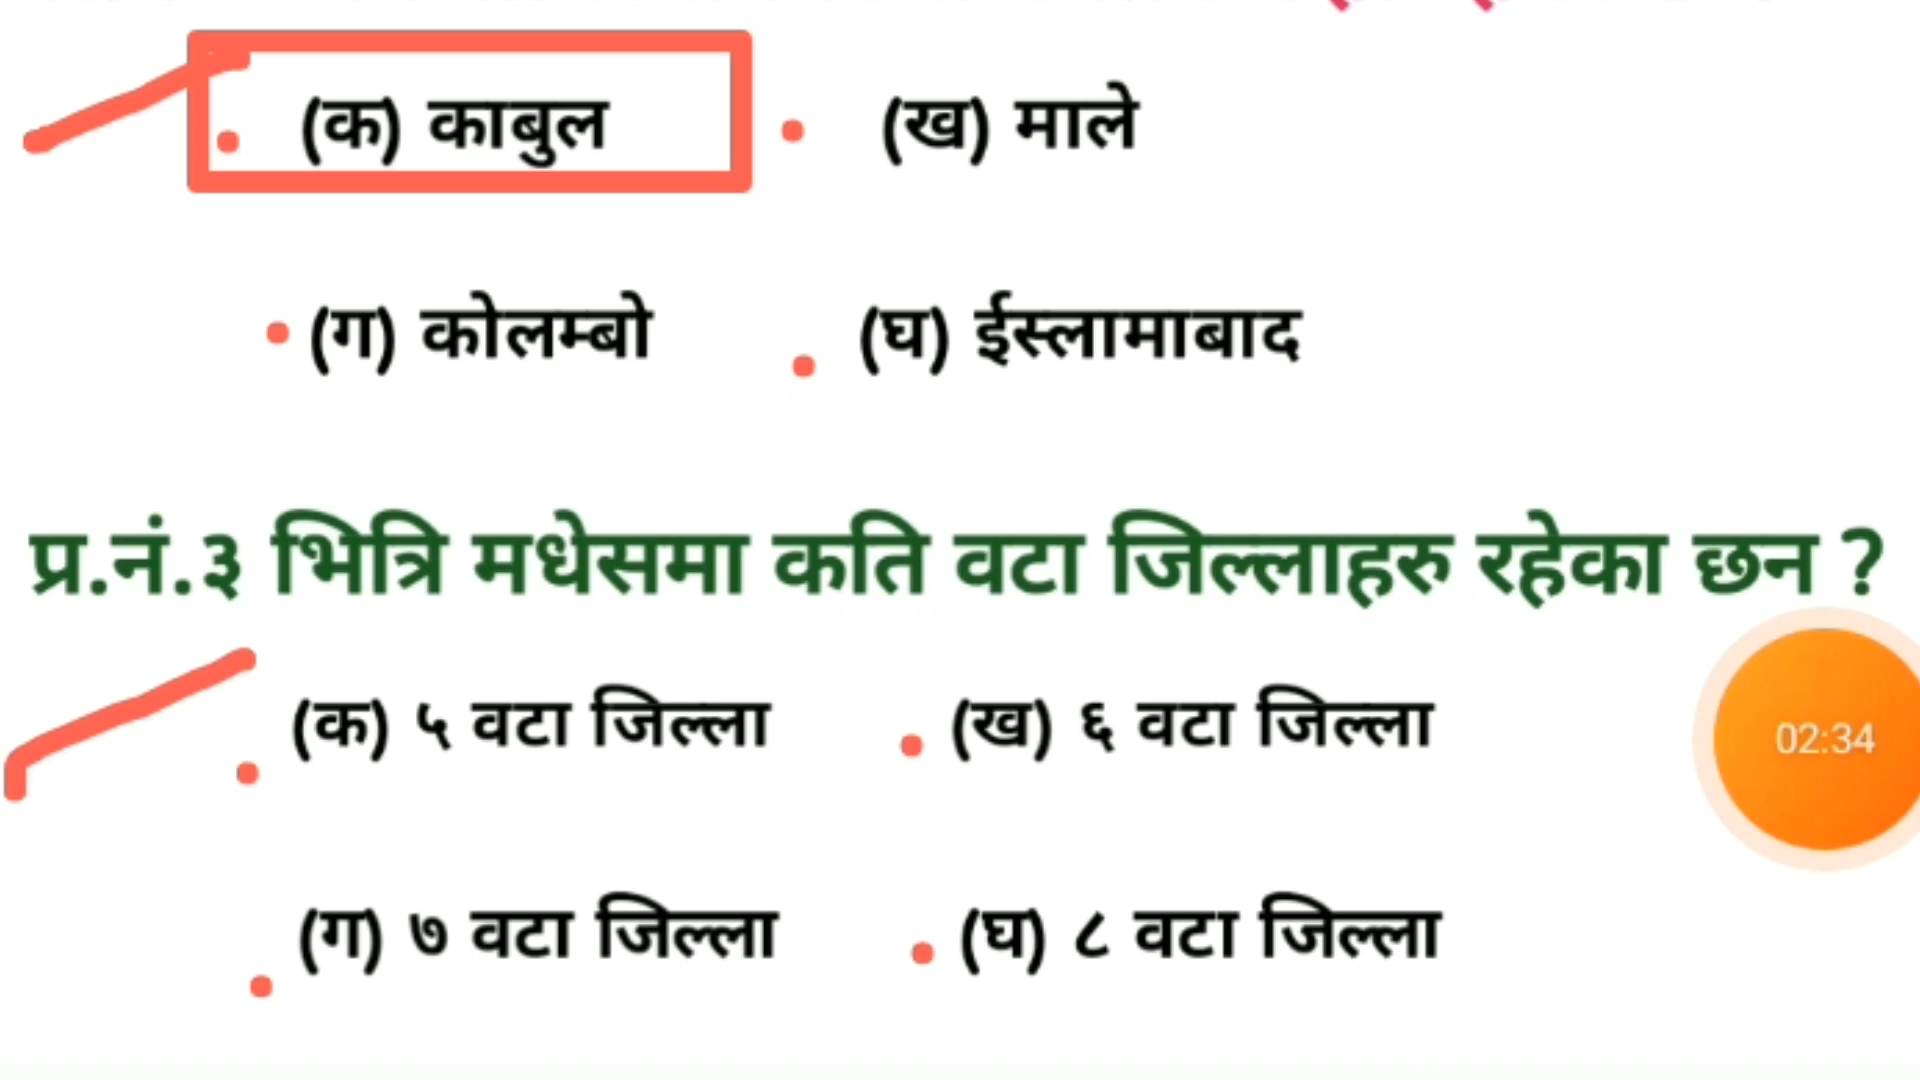 (क) काबुल (ख) माले
(ग) कोलम्बो (घ) ईस्लामाबाद
प्र.नं.३ भित्रि मधेसमा कति वटा जिल्लाहरु रहेका छन ?
(क) ५ वटा जिल्ला (ख) ६ वटा जिल्ला
02:34
(ग) ७ वटा जिल्ला (घ) ८ वटा जिल्ला